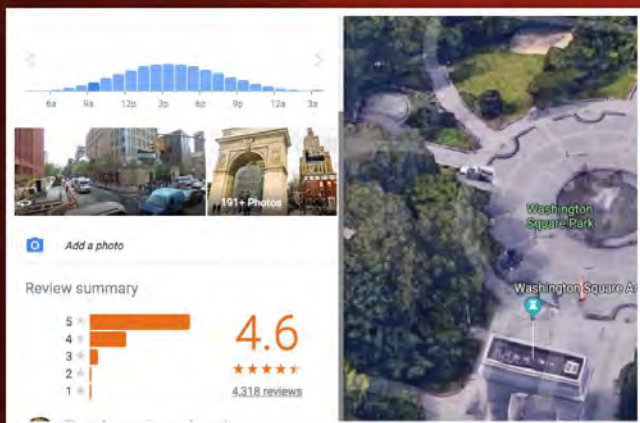 6a 9a 12p 3p 6p 9p 12a 3a
191+ Photos
Add a photo
Review summary
5
4
3
2
1
4.6
4,318 reviews
Washington
Square Park
Washington Square Ar